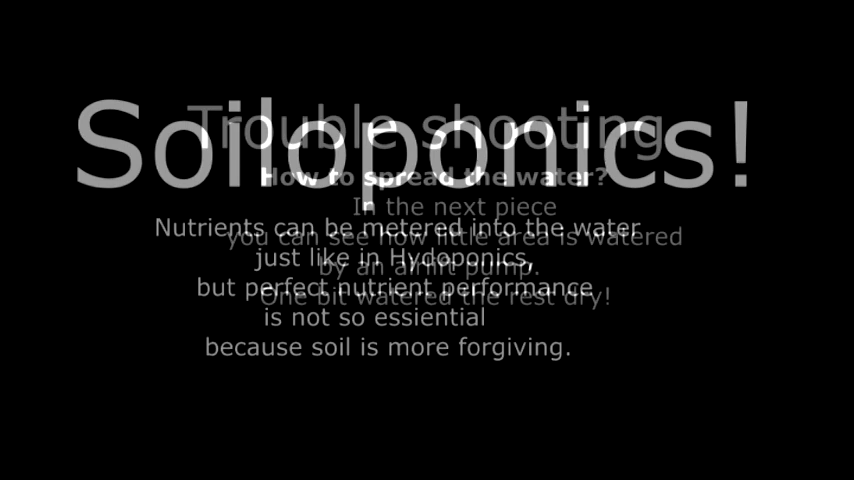 Soiloponics!
Nutrients can be metered into the water
just like in Hydoponics,
but perfect nutrient performance
is not so essiential
because soil is more forgiving.
Trouble shooting
How to spread the water?
In the next piece
you can see how little area is watered
by an airlift pump.
One bit watered the rest dry!